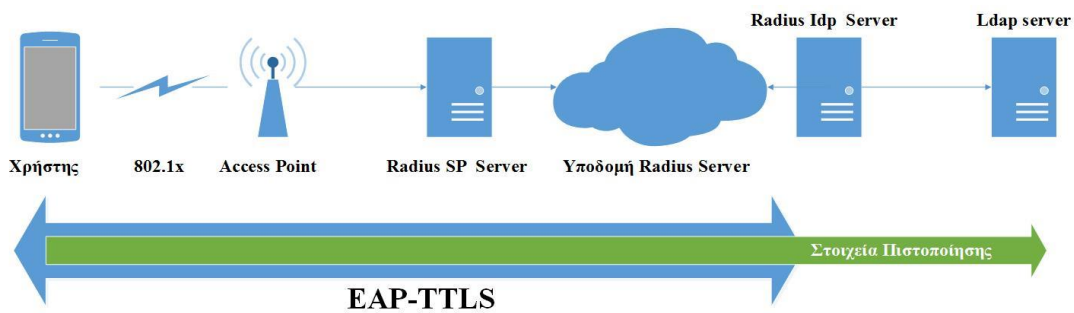 Radius Idp Server
Ldap server
Χρήστης
802.1x
Access Point
Radius SP Server
Υποδομή Radius Server
Στοιχεία Πιστοποίησης
EAP-TTLS